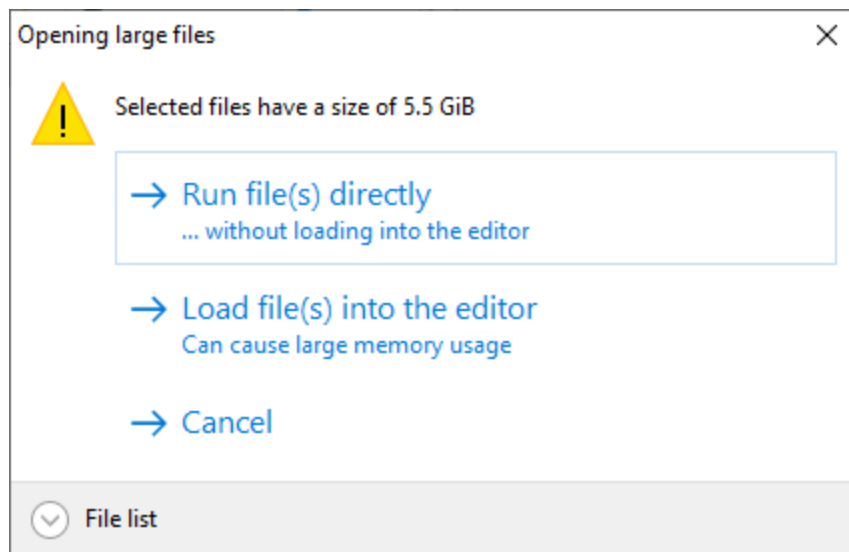 Opening large files
Selected files have a size of 5.5 GiB
Run file(s) directly
... without loading into the editor
Load file(s) into the editor
Can cause large memory usage
Cancel
File list